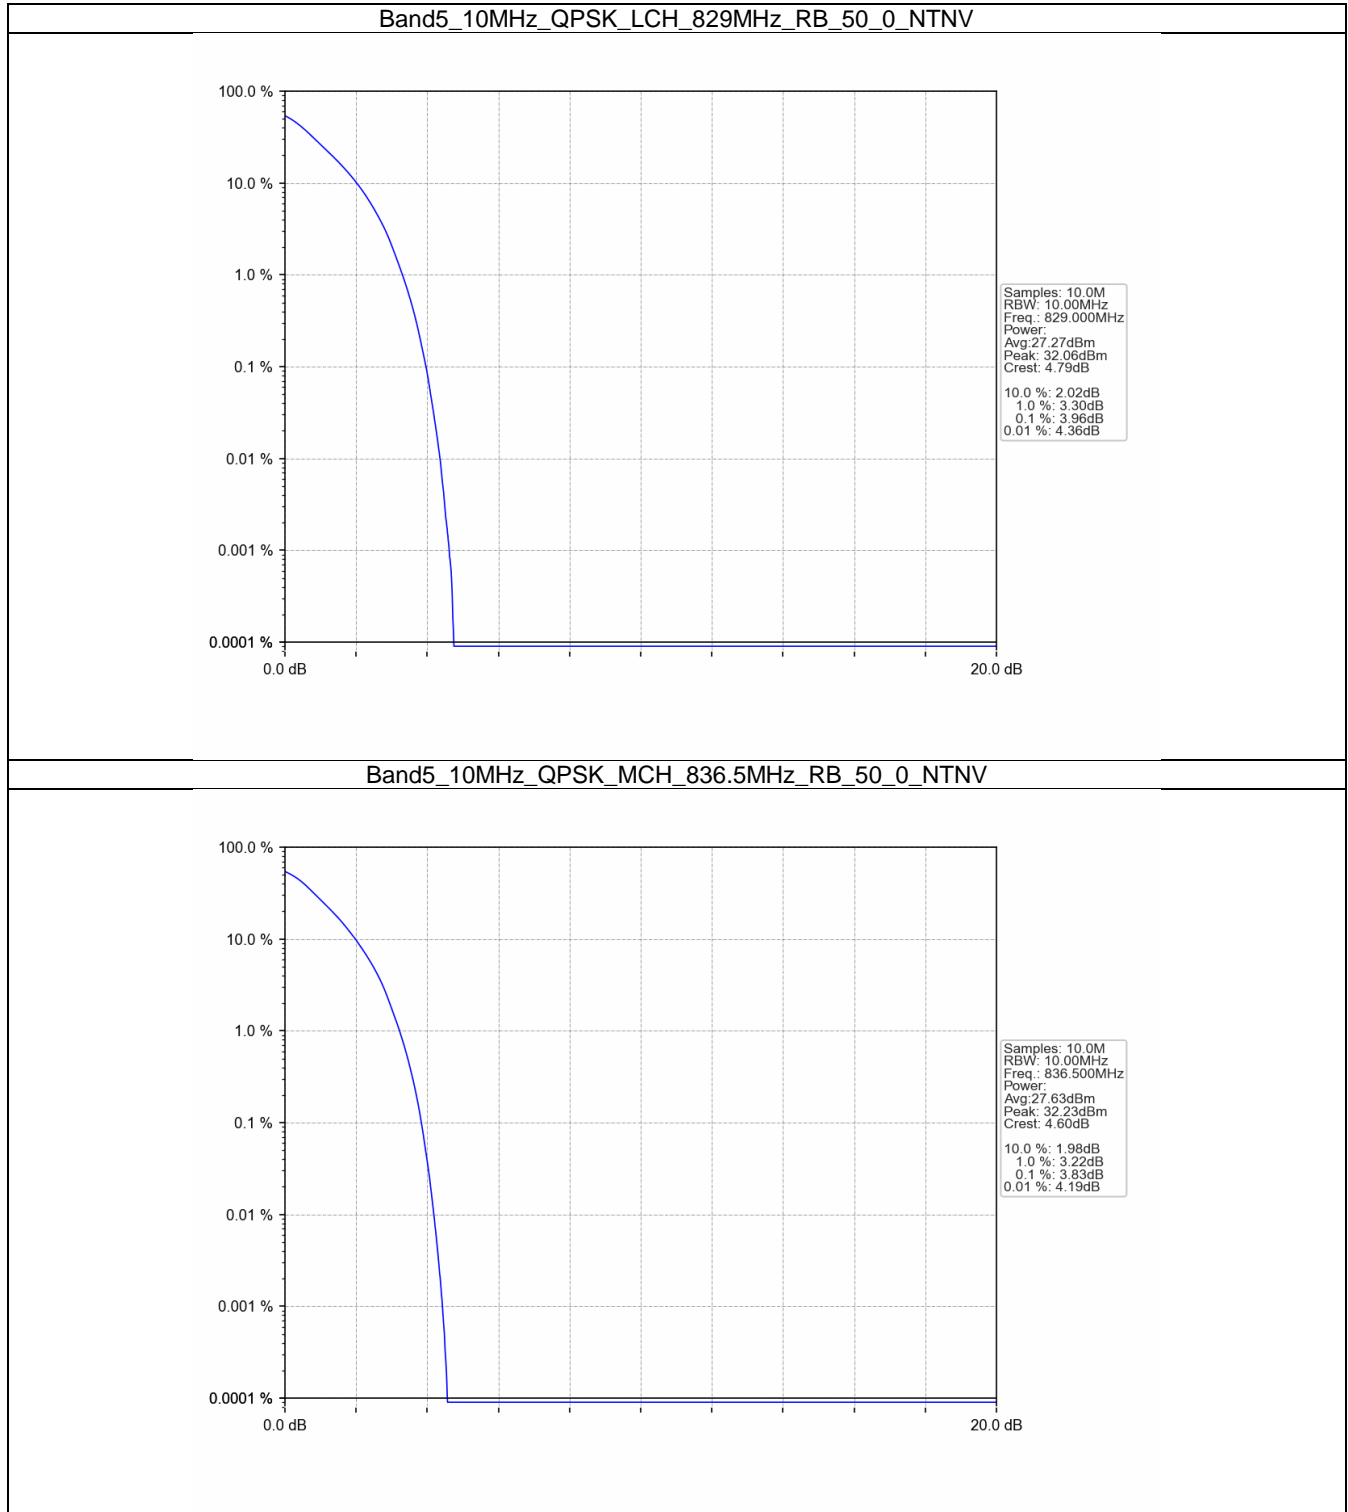 Band5_10MHz_QPSK_LCH_829MHz_RB_50_0_NTNV
100.0 %
10.0 %
1.0 %
0.1 %
0.01 %
0.001 %
0.0001 %
0.0 dB
20.0 dB
Samples: 10.0M
RBW: 10.00MHz
Freq.: 829.000MHz
Power:
Avg:27.27dBm
Peak: 32.06dBm
Crest: 4.79dB
10.0 %: 2.02dB
1.0 %: 3.30dB
0.1 %: 3.96dB
0.01 %: 4.36dB
Band5_10MHz_QPSK_MCH_836.5MHz_RB_50_0_NTNV
100.0 %
10.0 %
1.0 %
0.1 %
0.01 %
0.001 %
0.0001 %
0.0 dB
20.0 dB
Samples: 10.0M
RBW: 10.00MHz
Freq.: 836.500MHz
Power:
Avg:27.63dBm
Peak: 32.23dBm
Crest: 4.60dB
10.0 %: 1.98dB
1.0 %: 3.22dB
0.1 %: 3.83dB
0.01 %: 4.19dB